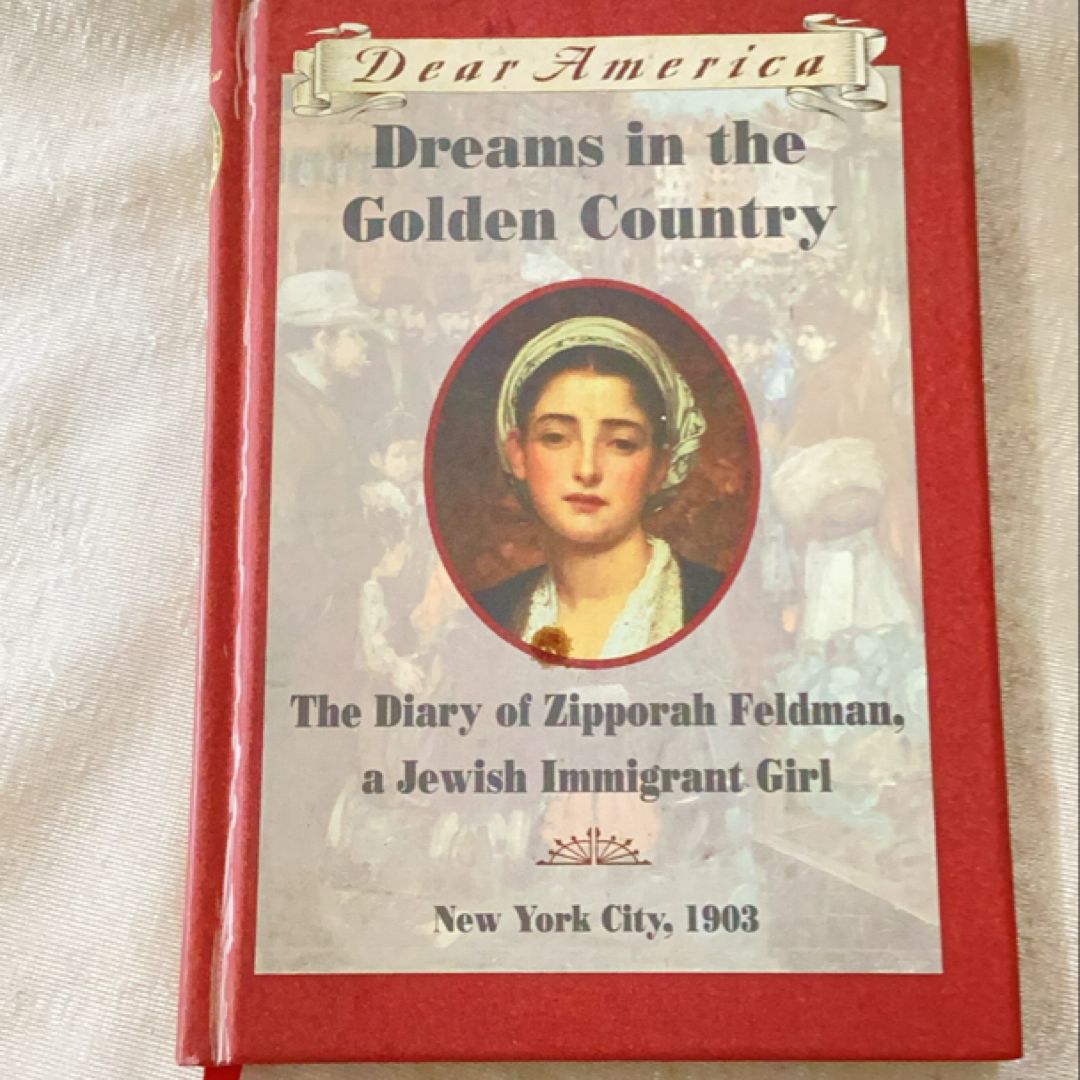 Dear America
Dreams in the
Golden Country
The Diary of Zipporah Feldman,
a Jewish Immigrant Girl
New York City, 1903